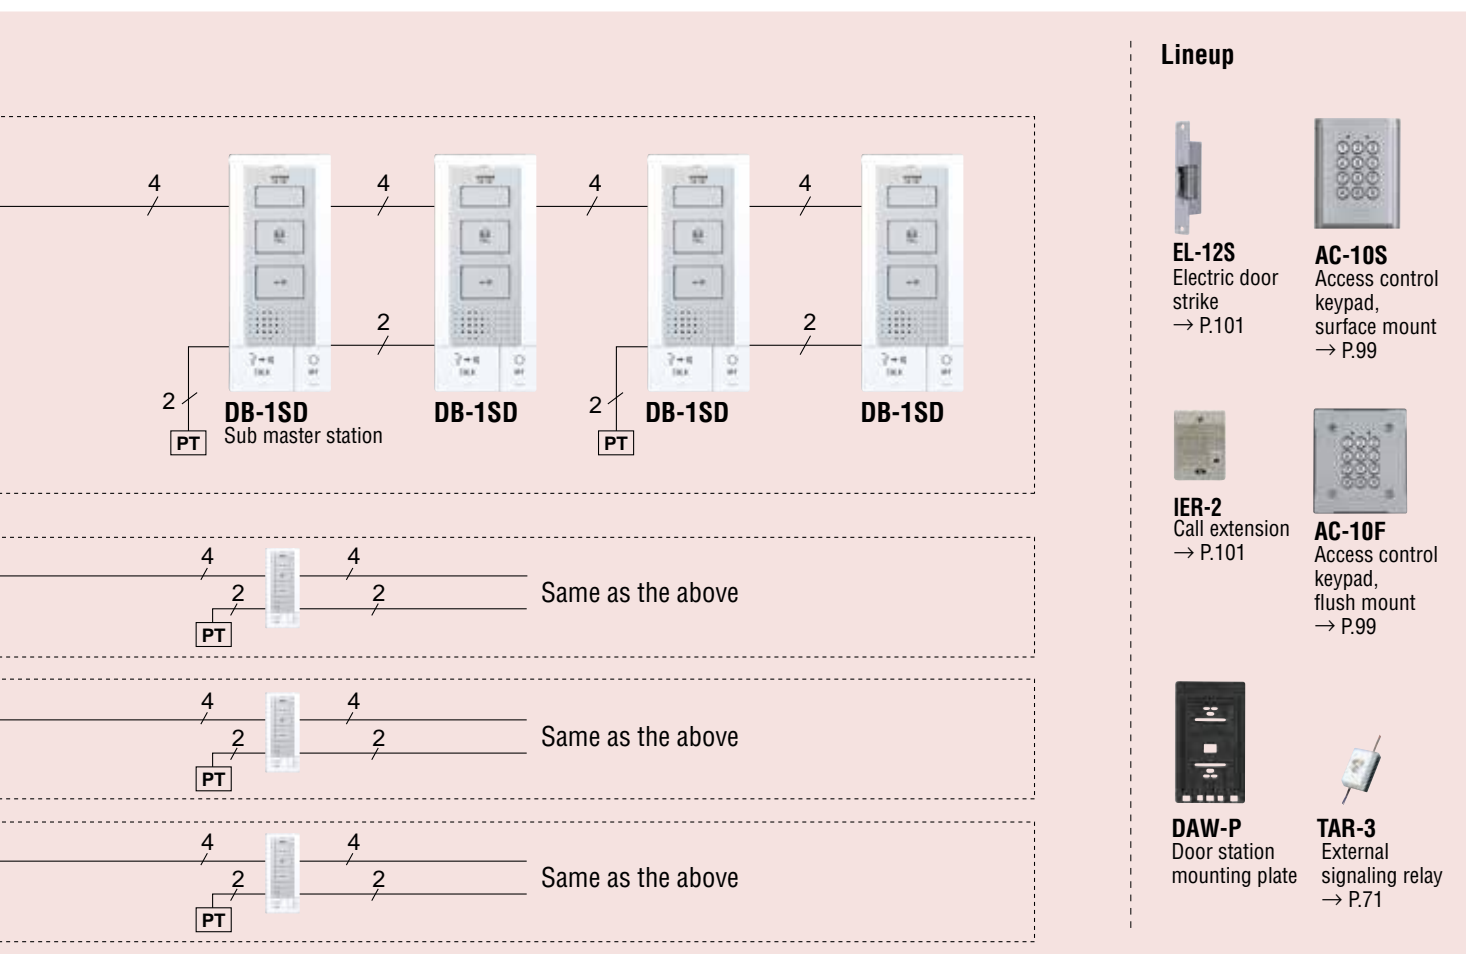 Lineup
4
4
4
4
2
2
2
2
PT
PT
DB-1SD
Sub master station
DB-1SD
DB-1SD
DB-1SD
4
4
2
2
PT
Same as the above
4
4
2
2
PT
Same as the above
4
4
2
2
PT
Same as the above
EL-12S
Electric door
strike
→ P.101
AC-10S
Access control
keypad,
surface mount
→ P.99
IER-2
Call extension
→ P.101
AC-10F
Access control
keypad,
flush mount
→ P.99
DAW-P
Door station
mounting plate
TAR-3
External
signaling relay
→ P.71